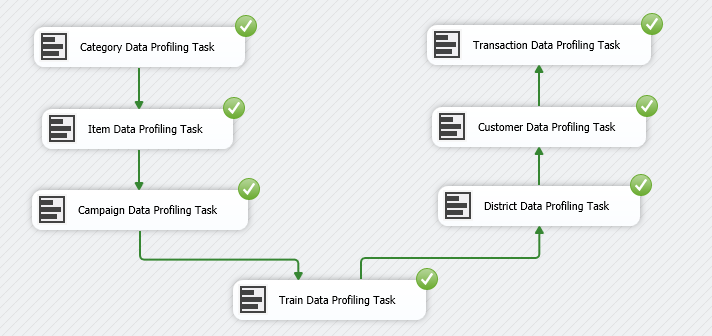 Category Data Profiling Task
Transaction Data Profiling Task
Item Data Profiling Task
Customer Data Profiling Task
Campaign Data Profiling Task
District Data Profiling Task
Train Data Profiling Task